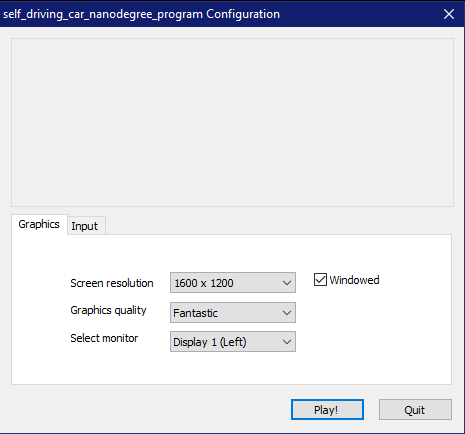 self_driving_car_nanodegree_program Configuration
Graphics Input
Screen resolution 1600 x 1200 Windowed
Graphics quality Fantastic
Select monitor Display 1 (Left)
Play! Quit